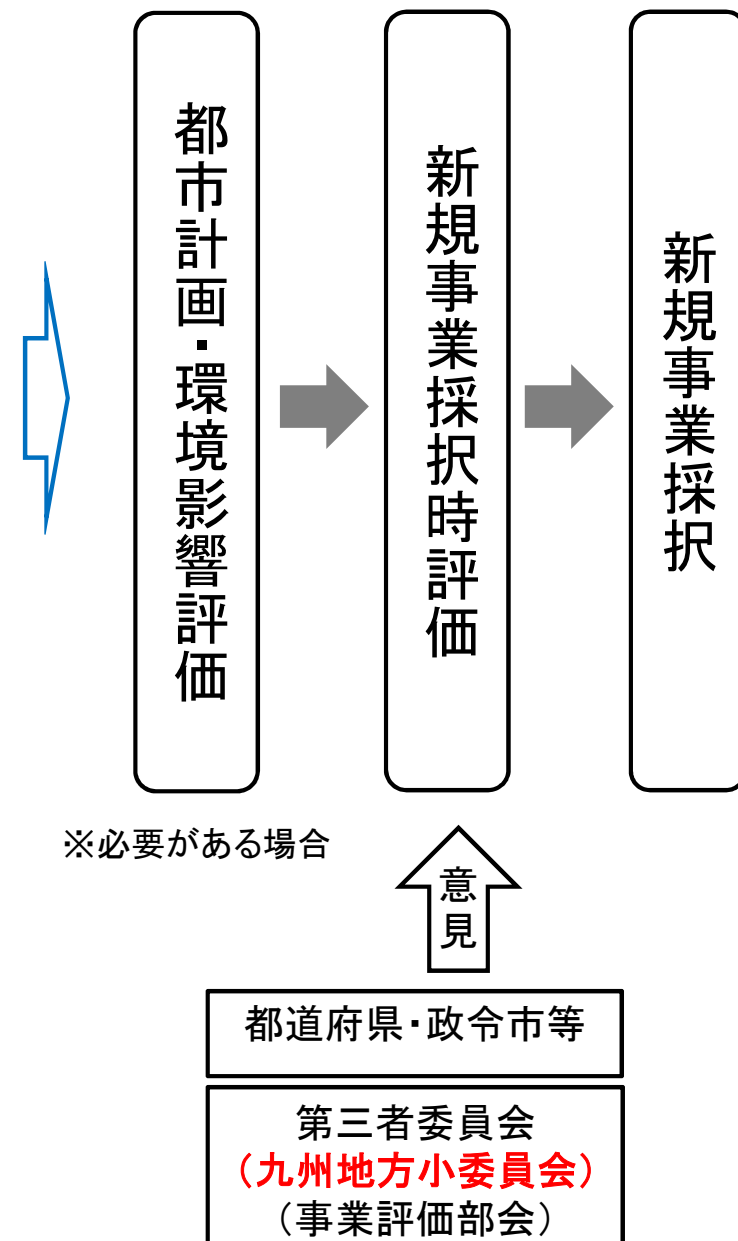 都市計画・環境影響評価
新規事業採択時評価
新規事業採択
※必要がある場合
意見
都道府県・政令市等
第三者委員会
（九州地方小委員会）
（事業評価部会）